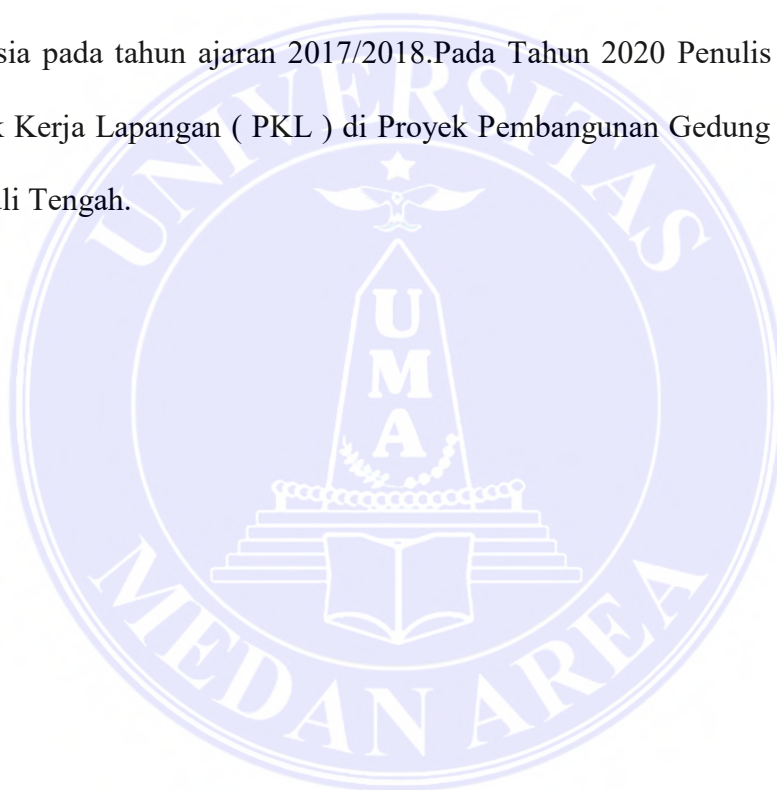 sia pada tahun ajaran 2017/2018.Pada Tahun 2020 Penulis
k Kerja Lapangan ( PKL ) di Proyek Pembangunan Gedung
li Tengah.
UNIVERSITAS
U
M
A
MEDAN AREA